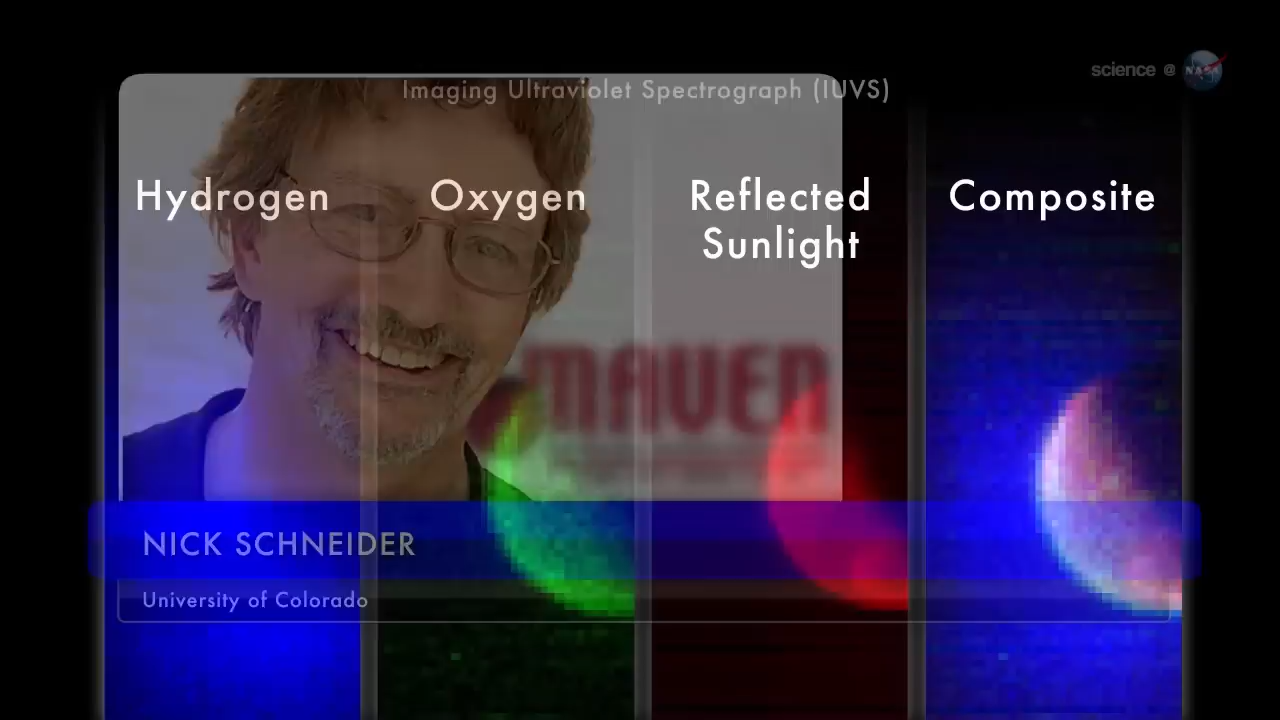 science @ NASA
Imaging Ultraviolet Spectrograph (IUVS)
Hydrogen
Oxygen
Reflected
Sunlight
Composite
MAVEN
NICK SCHNEIDER
University of Colorado